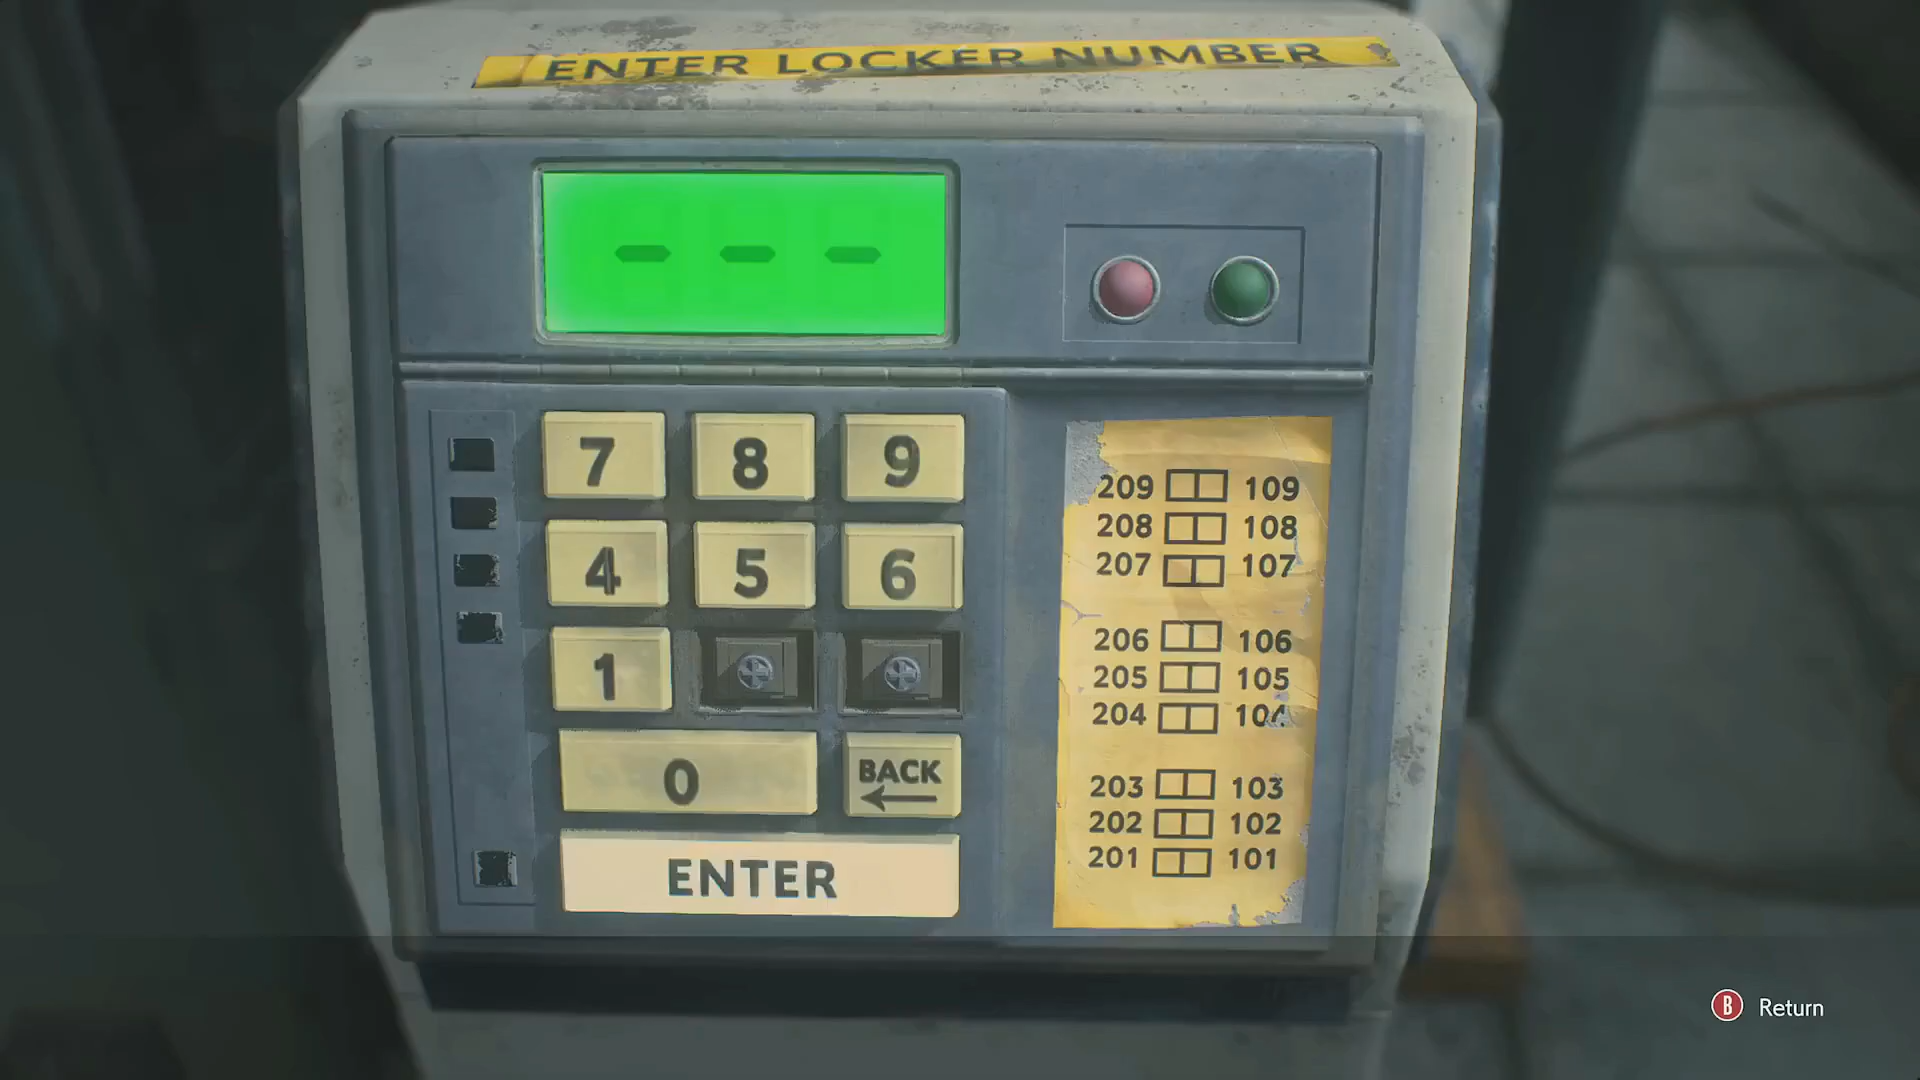 ENTER LOCKER NUMBER
- - -
7 8 9
4 5 6
1
0 BACK
ENTER
209 109
208 108
207 107
206 106
205 105
204 104
203 103
202 102
201 101
B Return